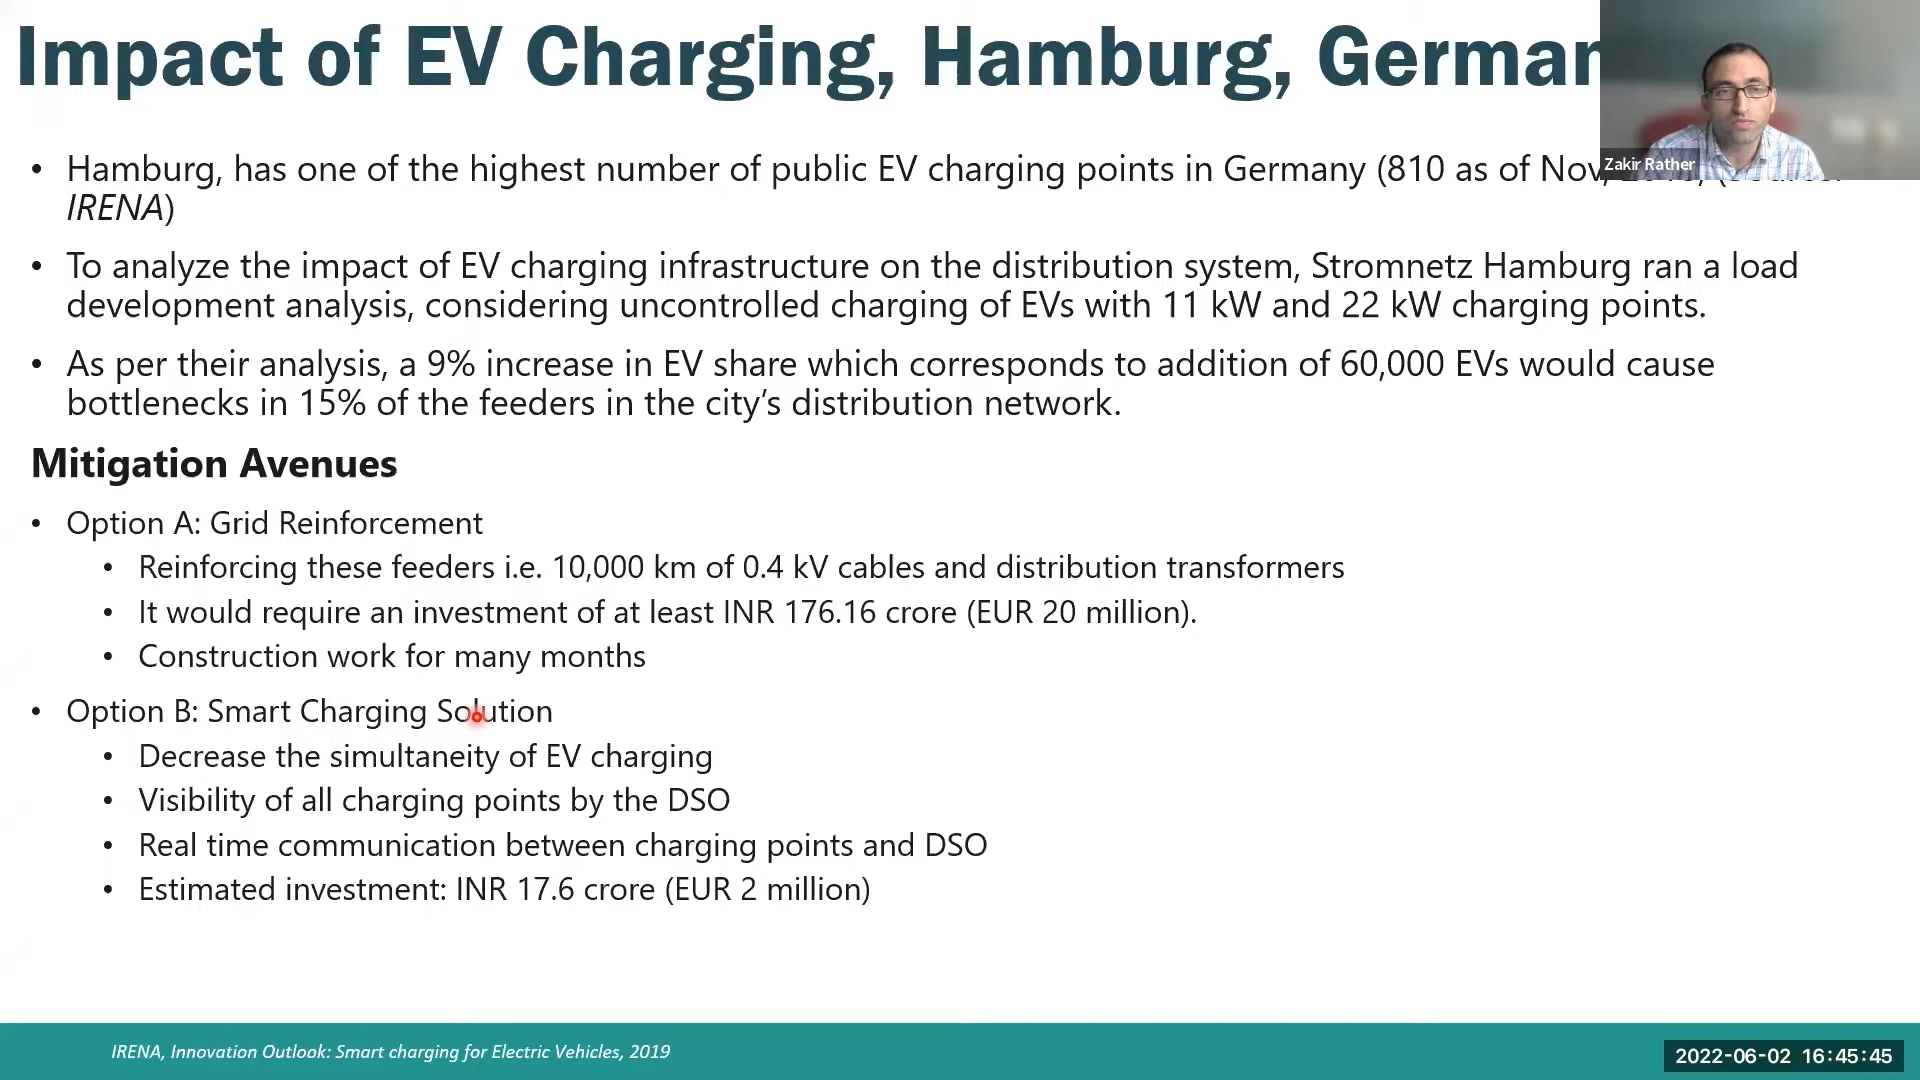 Impact of EV Charging, Hamburg, German
Zakir Rather
• Hamburg, has one of the highest number of public EV charging points in Germany (810 as of Nov,
IRENA)
• To analyze the impact of EV charging infrastructure on the distribution system, Stromnetz Hamburg ran a load
development analysis, considering uncontrolled charging of EVs with 11 kW and 22 kW charging points.
• As per their analysis, a 9% increase in EV share which corresponds to addition of 60,000 EVs would cause
bottlenecks in 15% of the feeders in the city’s distribution network.
Mitigation Avenues
• Option A: Grid Reinforcement
• Reinforcing these feeders i.e. 10,000 km of 0.4 kV cables and distribution transformers
• It would require an investment of at least INR 176.16 crore (EUR 20 million).
• Construction work for many months
• Option B: Smart Charging Solution
• Decrease the simultaneity of EV charging
• Visibility of all charging points by the DSO
• Real time communication between charging points and DSO
• Estimated investment: INR 17.6 crore (EUR 2 million)
IRENA, Innovation Outlook: Smart charging for Electric Vehicles, 2019
2022-06-02 16:45:45